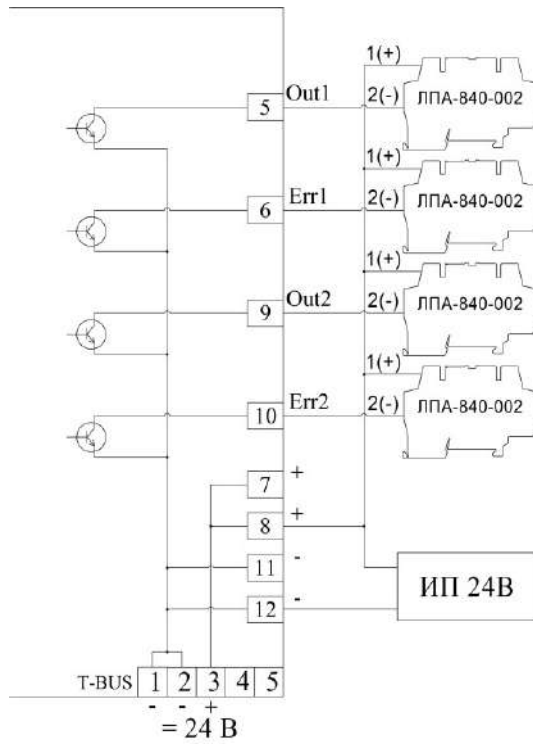 1(+)
Out1
5
2(-)
ЛПА-840-002
1(+)
Err1
6
2(-)
ЛПА-840-002
1(+)
Out2
9
2(-)
ЛПА-840-002
1(+)
Err2
10
2(-)
ЛПА-840-002
7 +
8 +
11 -
12 -
ИП 24В
T-BUS 1 2 3 4 5
- - +
= 24 В